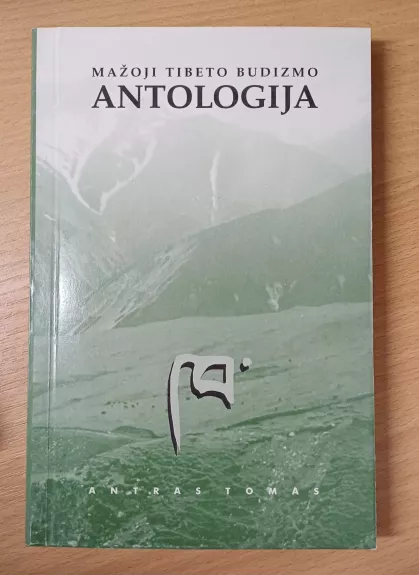 MAŽOJI TIBETO BUDIZMO
ANTOLOGIJA
ཁ་
ANTRAS TOMAS